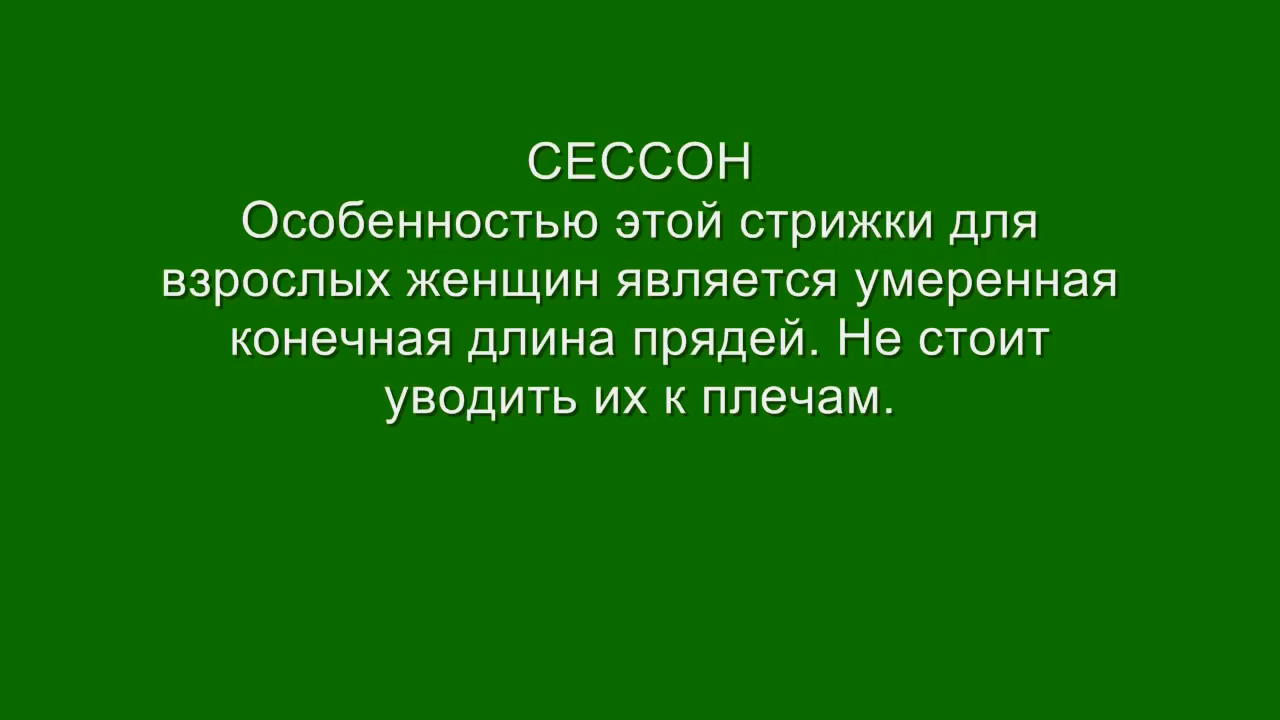 СЕССОН
Особенностью этой стрижки для
взрослых женщин является умеренная
конечная длина прядей. Не стоит
уводить их к плечам.